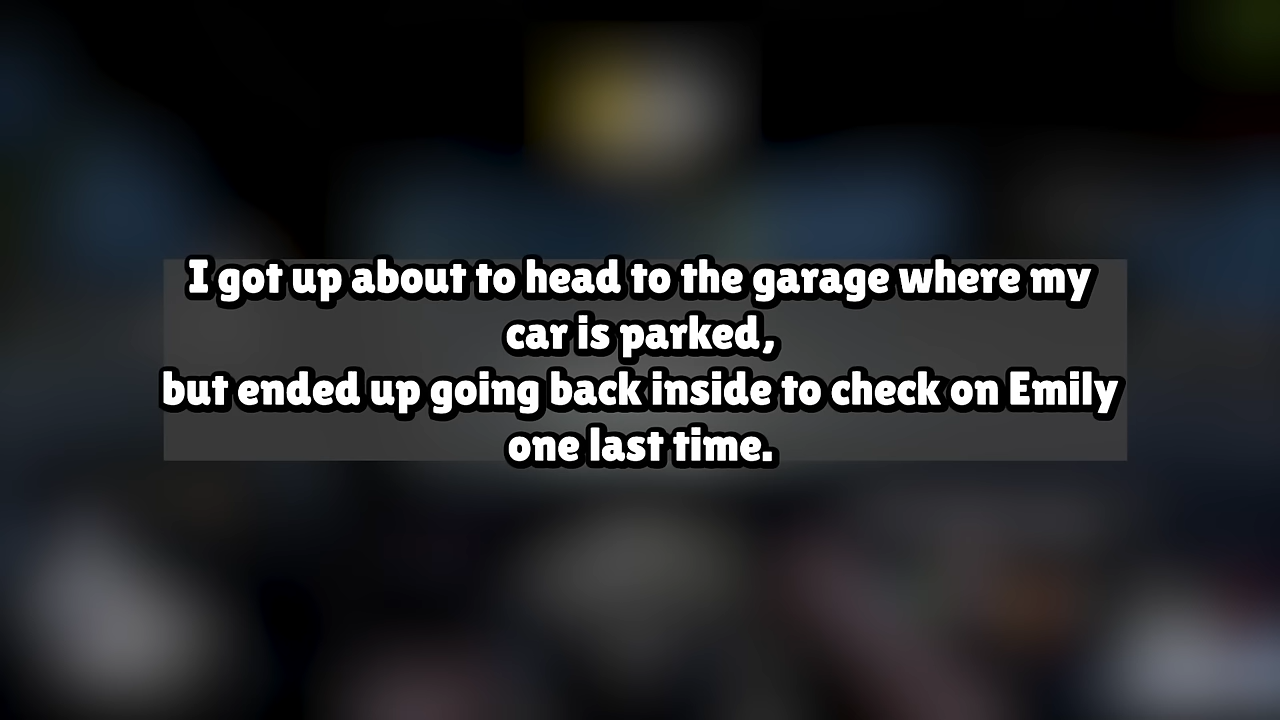 I got up about to head to the garage where my
car is parked,
but ended up going back inside to check on Emily
one last time.